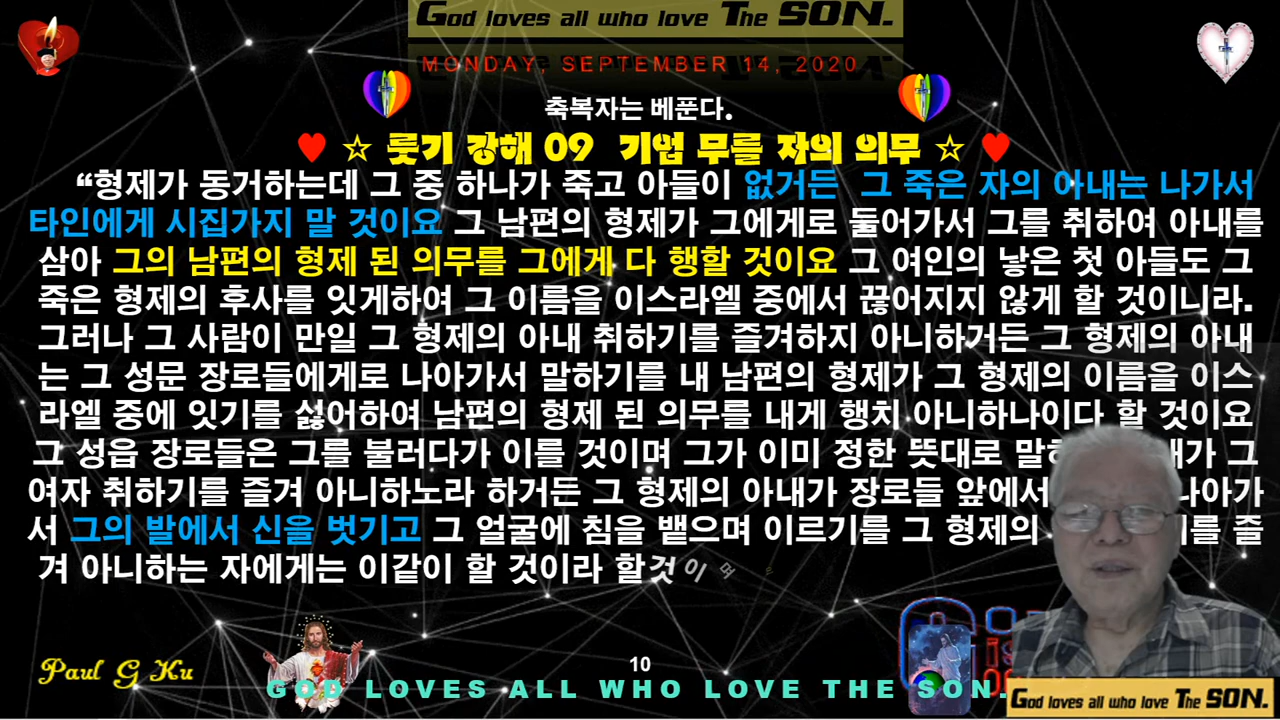 God loves all who love The SON.
MONDAY, SEPTEMBER 14, 2020
축복자는 베푼다.
♥ ☆ 룻기 강해 09 기업 무를 자의 의무 ☆ ♥
“형제가 동거하는데 그 중 하나가 죽고 아들이 없거든 그 죽은 자의 아내는 나가서
타인에게 시집가지 말 것이요 그 남편의 형제가 그에게로 둘어가서 그를 취하여 아내를
삼아 그의 남편의 형제 된 의무를 그에게 다 행할 것이요 그 여인의 낳은 첫 아들도 그
죽은 형제의 후사를 잇게하여 그 이름을 이스라엘 중에서 끊어지지 않게 할 것이니라.
그러나 그 사람이 만일 그 형제의 아내 취하기를 즐겨하지 아니하거든 그 형제의 아내
는 그 성문 장로들에게로 나아가서 말하기를 내 남편의 형제가 그 형제의 이름을 이스
라엘 중에 잇기를 싫어하여 남편의 형제 된 의무를 내게 행치 아니하나이다 할 것이요
그 성읍 장로들은 그를 불러다가 이를 것이며 그가 이미 정한 뜻대로 그
여자 취하기를 즐겨 아니하노라 하거든 그 형제의 아내가 장로들 앞에서 나아가
서 그의 발에서 신을 벗기고 그 얼굴에 침을 뱉으며 이르기를 그 형제의 즐
겨 아니하는 자에게는 이같이 할 것이라 할것이며
10
Paul G Ku
GOD LOVES ALL WHO LOVE THE SON.
God loves all who love The SON.